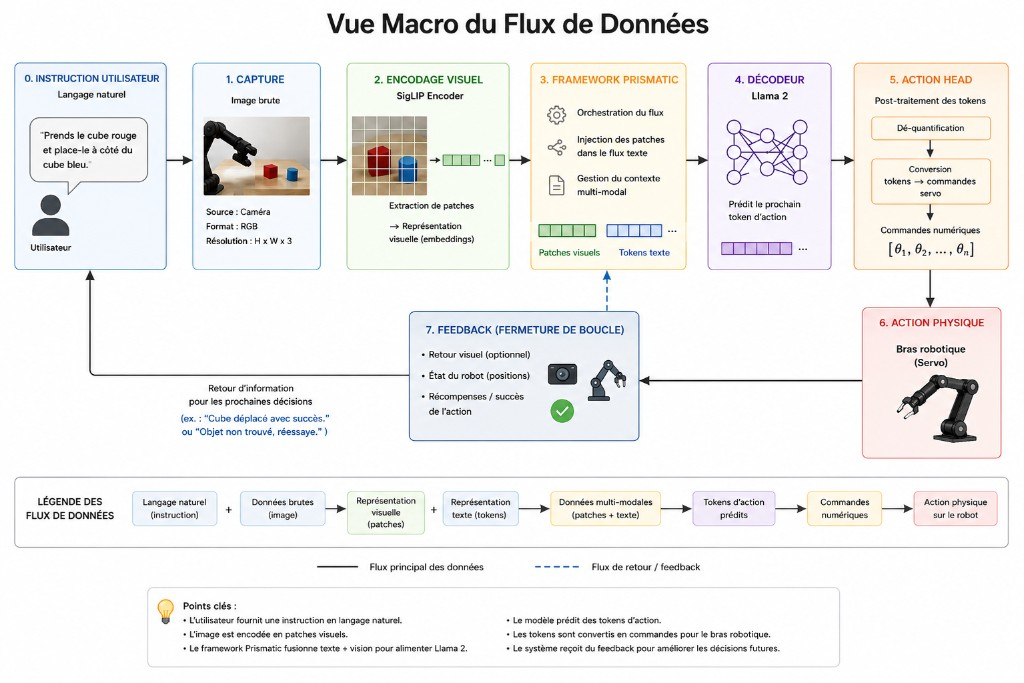 Vue Macro du Flux de Données
0. INSTRUCTION UTILISATEUR
Langage naturel
"Prends le cube rouge
et place-le à côté du
cube bleu."
Utilisateur
1. CAPTURE
Image brute
Source : Caméra
Format : RGB
Résolution : H x W x 3
2. ENCODAGE VISUEL
SigLIP Encoder
...
Extraction de patches
→ Représentation
visuelle (embeddings)
3. FRAMEWORK PRISMATIC
Orchestration du flux
Injection des patches
dans le flux texte
Gestion du contexte
multi-modal
...
Patches visuels
Tokens texte
4. DÉCODEUR
Llama 2
Prédit le prochain
token d'action
...
5. ACTION HEAD
Post-traitement des tokens
Dé-quantification
Conversion
tokens → commandes
servo
Commandes numériques
[θ₁, θ₂, ..., θₙ]
6. ACTION PHYSIQUE
Bras robotique
(Servo)
7. FEEDBACK (FERMETURE DE BOUCLE)
• Retour visuel (optionnel)
• État du robot (positions)
• Récompenses / succès
de l'action
Retour d'information
pour les prochaines décisions
(ex. : "Cube déplacé avec succès."
ou "Objet non trouvé, réessaye." )
LÉGENDE DES
FLUX DE DONNÉES
Langage naturel
(instruction)
+
Données brutes
(image)
Représentation
visuelle
(patches)
+
Représentation
texte (tokens)
Données multi-modales
(patches + texte)
Tokens d'action
prédits
Commandes
numériques
Action physique
sur le robot
Flux principal des données
Flux de retour / feedback
Points clés :
• L'utilisateur fournit une instruction en langage naturel.
• L'image est encodée en patches visuels.
• Le framework Prismatic fusionne texte + vision pour alimenter Llama 2.
• Le modèle prédit des tokens d'action.
• Les tokens sont convertis en commandes pour le bras robotique.
• Le système reçoit du feedback pour améliorer les décisions futures.